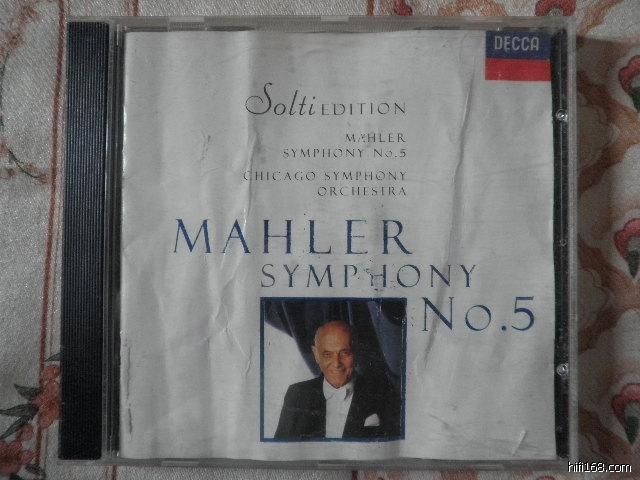 DECCA
Solti EDITION
MAHLER
SYMPHONY NO.5
CHICAGO SYMPHONY
ORCHESTRA
MAHLER
SYMPHONY
No.5
hifi168.com